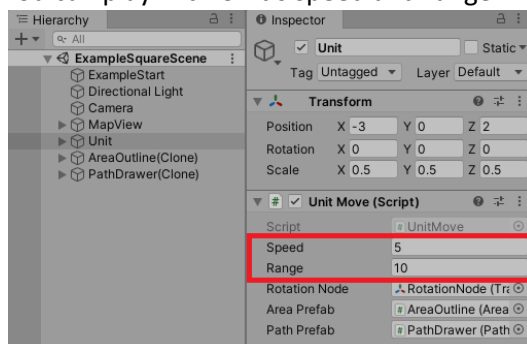 Hierarchy
All
ExampleSquareScene
ExampleStart
Directional Light
Camera
MapView
Unit
AreaOutline(Clone)
PathDrawer(Clone)
Inspector
Unit
Static
Tag Untagged Layer Default
Transform
Position X -3 Y 0 Z 2
Rotation X 0 Y 0 Z 0
Scale X 0.5 Y 0.5 Z 0.5
# Unit Move (Script)
Script # UnitMove
Speed 5
Range 10
Rotation Node RotationNode (Tra
Area Prefab # AreaOutline (Area
Path Prefab # PathDrawer (Path